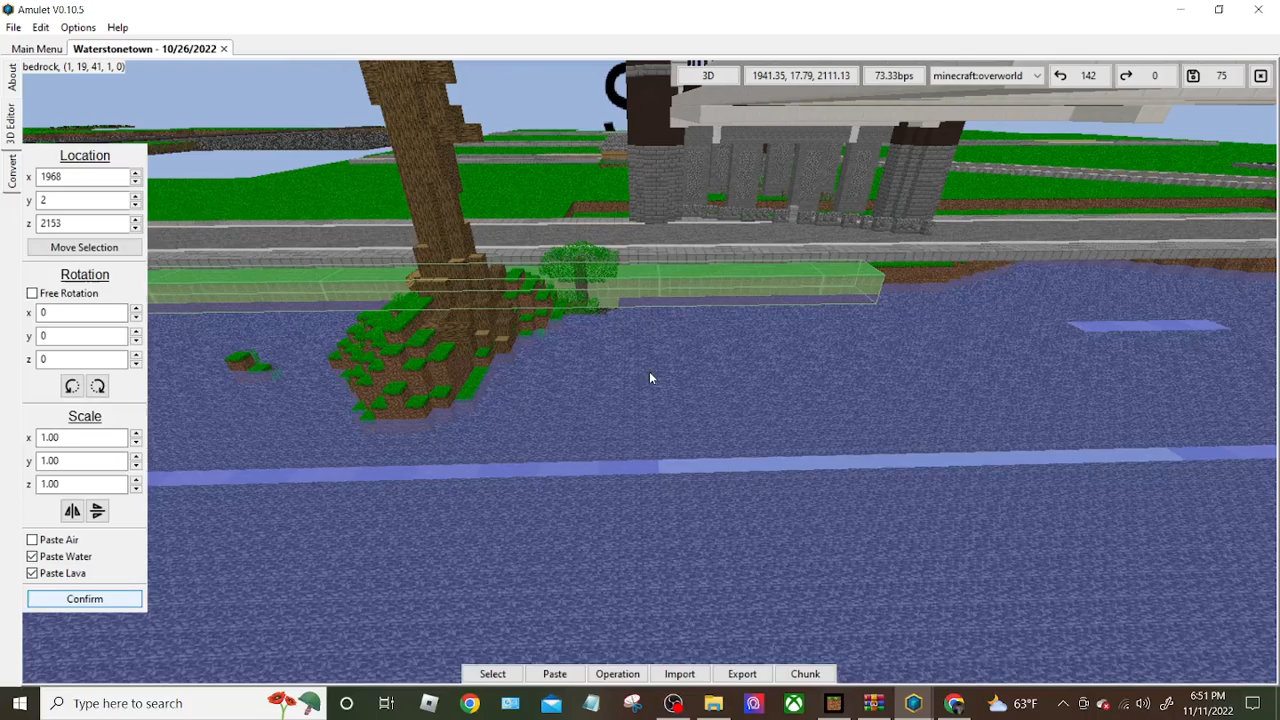 Amulet V0.10.5
File Edit Options Help
Main Menu Waterstonetown - 10/26/2022
bedrock, (1, 19, 41, 1, 0)
3D 1941.35, 17.79, 2111.13 73.33bps minecraft:overworld 142 0 75
About
3D Editor
Convert
Location
x 1968
y 2
z 2153
Move Selection
Rotation
Free Rotation
x 0
y 0
z 0
Scale
x 1.00
y 1.00
z 1.00
Paste Air
Paste Water
Paste Lava
Confirm
Select Paste Operation Import Export Chunk
Type here to search
63°F
6:51 PM
11/11/2022